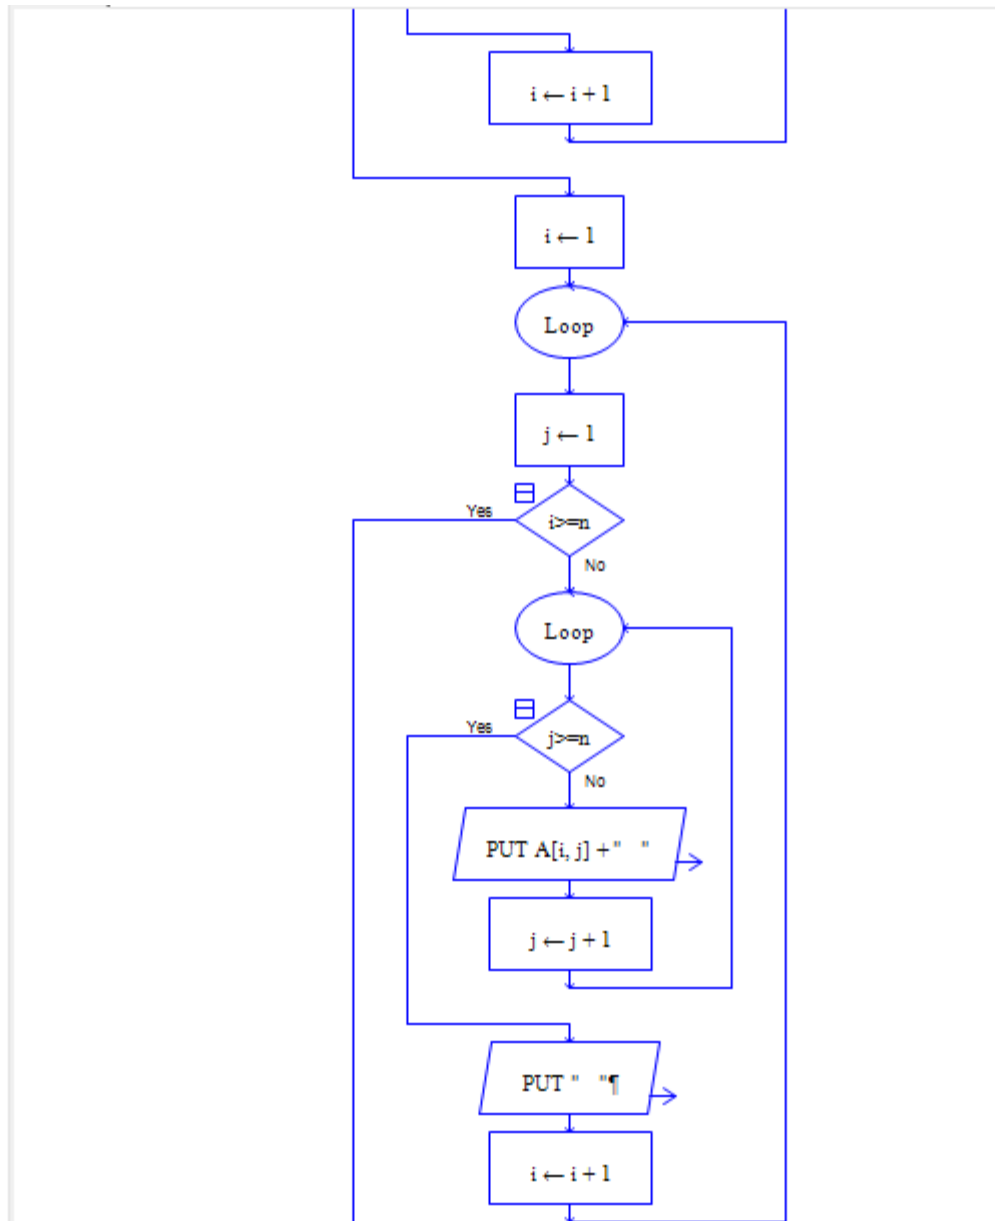 i ← i + 1
i ← 1
Loop
j ← 1
Yes
i>=n
No
Loop
Yes
j>=n
No
PUT A[i, j] + "   "
j ← j + 1
PUT "   "¶
i ← i + 1